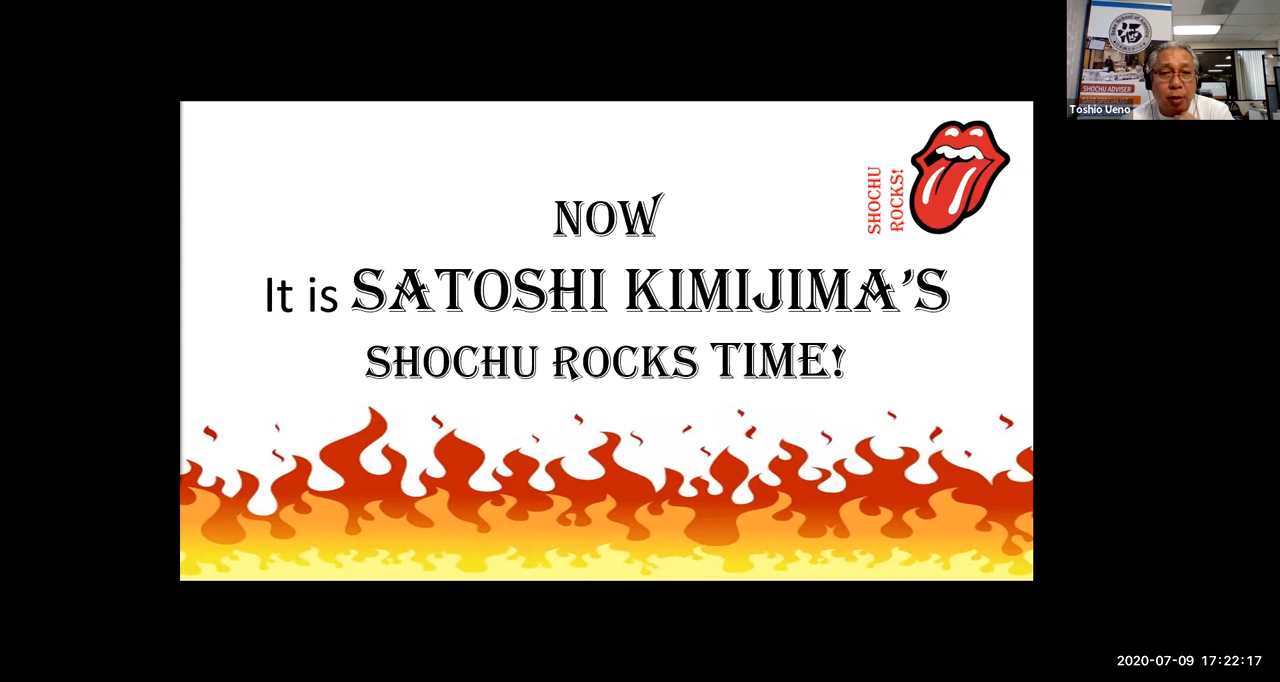 NOW
It is SATOSHI KIMIJIMA’S
SHOCHU ROCKS TIME!
SHOCHU
ROCKS!
SHOCHU ADVISER
Toshio Ueno
2020-07-09 17:22:17